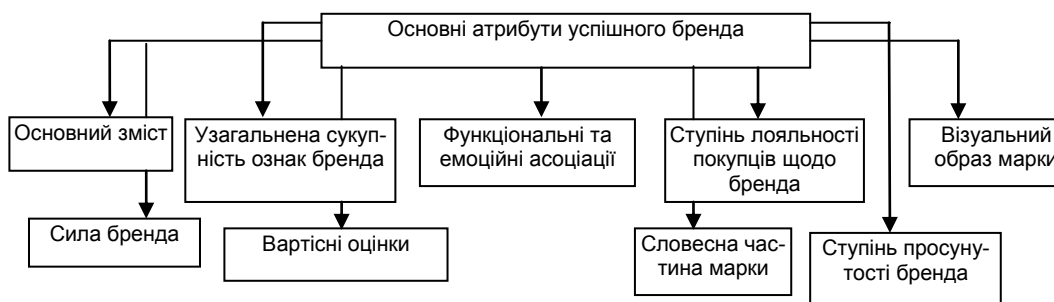 Основні атрибути успішного бренда
Основний зміст
Узагальнена сукуп-
ність ознак бренда
Функціональні та
емоційні асоціації
Ступінь лояльності
покупців щодо
бренда
Візуальний
образ марки
Сила бренда
Вартісні оцінки
Словесна час-
тина марки
Ступінь просуну-
тості бренда